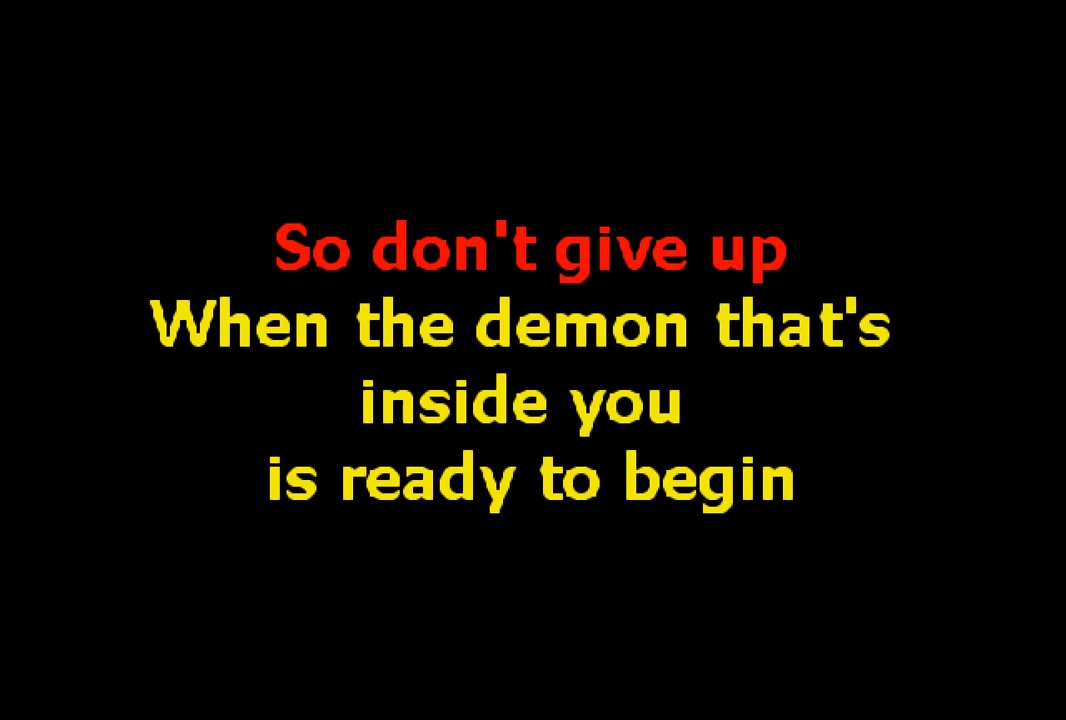 So don't give up
When the demon that's
inside you
is ready to begin